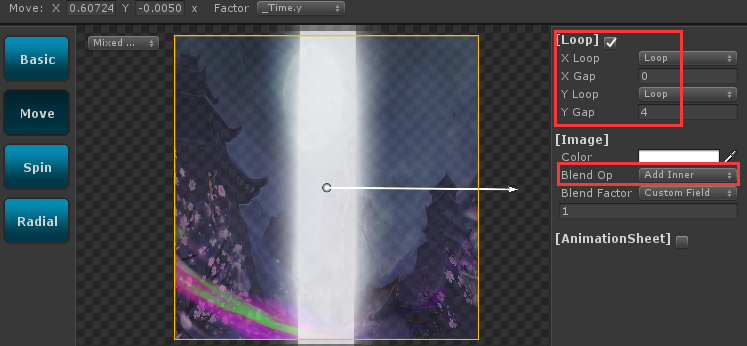 Move: X 0.60724 Y -0.0050 x Factor _Time.y
Basic
Move
Spin
Radial
Mixed ...
[Loop]
X Loop Loop
X Gap 0
Y Loop Loop
Y Gap 4
[Image]
Color
Blend Op Add Inner
Blend Factor Custom Field
1
[AnimationSheet]